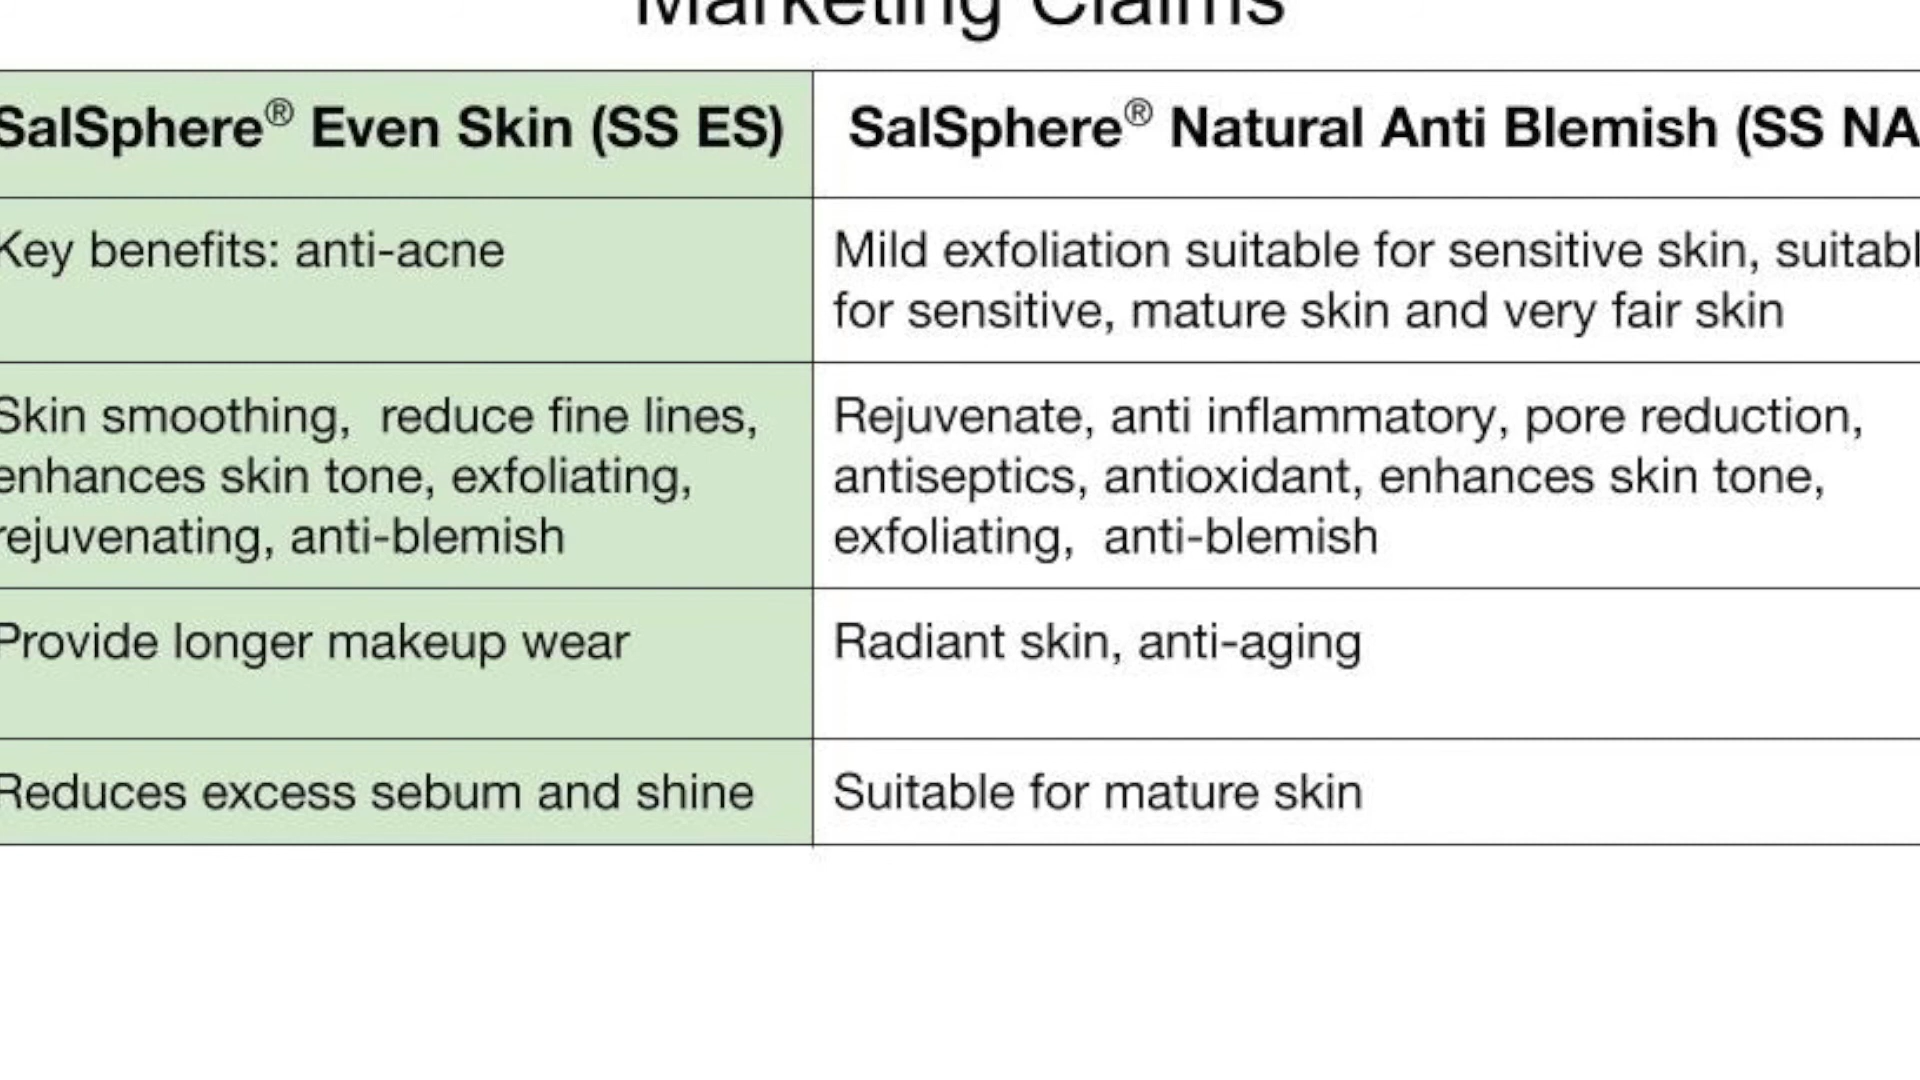 Marketing Claims
SalSphere® Even Skin (SS ES)
SalSphere® Natural Anti Blemish (SS NA
Key benefits: anti-acne
Mild exfoliation suitable for sensitive skin, suitabl
for sensitive, mature skin and very fair skin
Skin smoothing,  reduce fine lines,
enhances skin tone, exfoliating,
rejuvenating, anti-blemish
Rejuvenate, anti inflammatory, pore reduction,
antiseptics, antioxidant, enhances skin tone,
exfoliating,  anti-blemish
Provide longer makeup wear
Radiant skin, anti-aging
Reduces excess sebum and shine
Suitable for mature skin